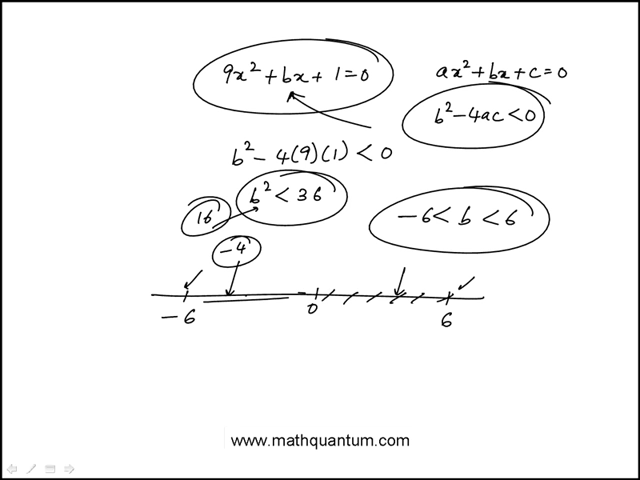 9x² + bx + 1 = 0
ax² + bx + c = 0
b² - 4ac < 0
b² - 4(9)(1) < 0
b² < 36
16
-6 < b < 6
-4
-6
0
6
www.mathquantum.com